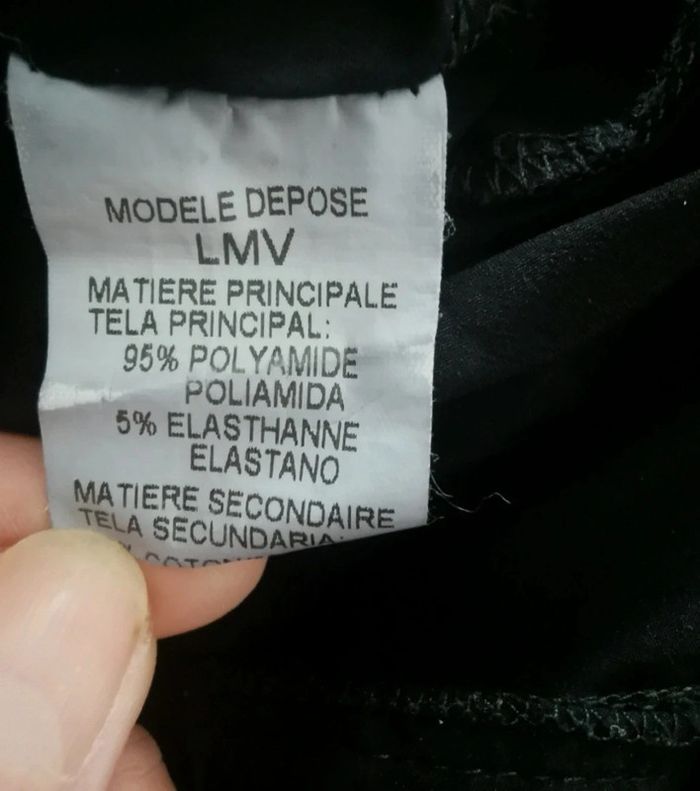 MODELE DEPOSE
LMV
MATIERE PRINCIPALE
TELA PRINCIPAL:
95% POLYAMIDE
POLIAMIDA
5% ELASTHANNE
ELASTANO
MATIERE SECONDAIRE
TELA SECUNDARIA: